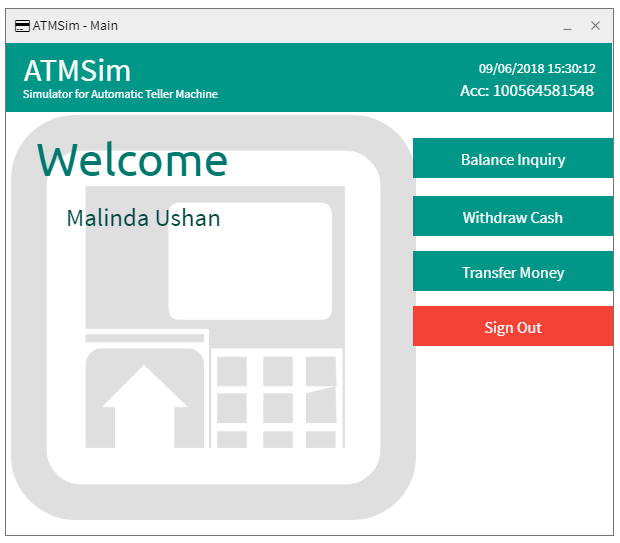 ATMSim - Main
ATMSim
Simulator for Automatic Teller Machine
09/06/2018 15:30:12
Acc: 100564581548
Welcome
Malinda Ushan
Balance Inquiry
Withdraw Cash
Transfer Money
Sign Out